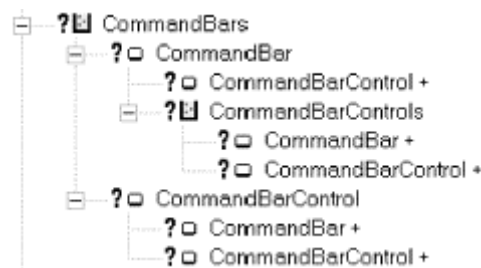 ? CommandBars
? CommandBar
? CommandBarControl +
? CommandBarControls
? CommandBar +
? CommandBarControl +
? CommandBarControl
? CommandBar +
? CommandBarControl +